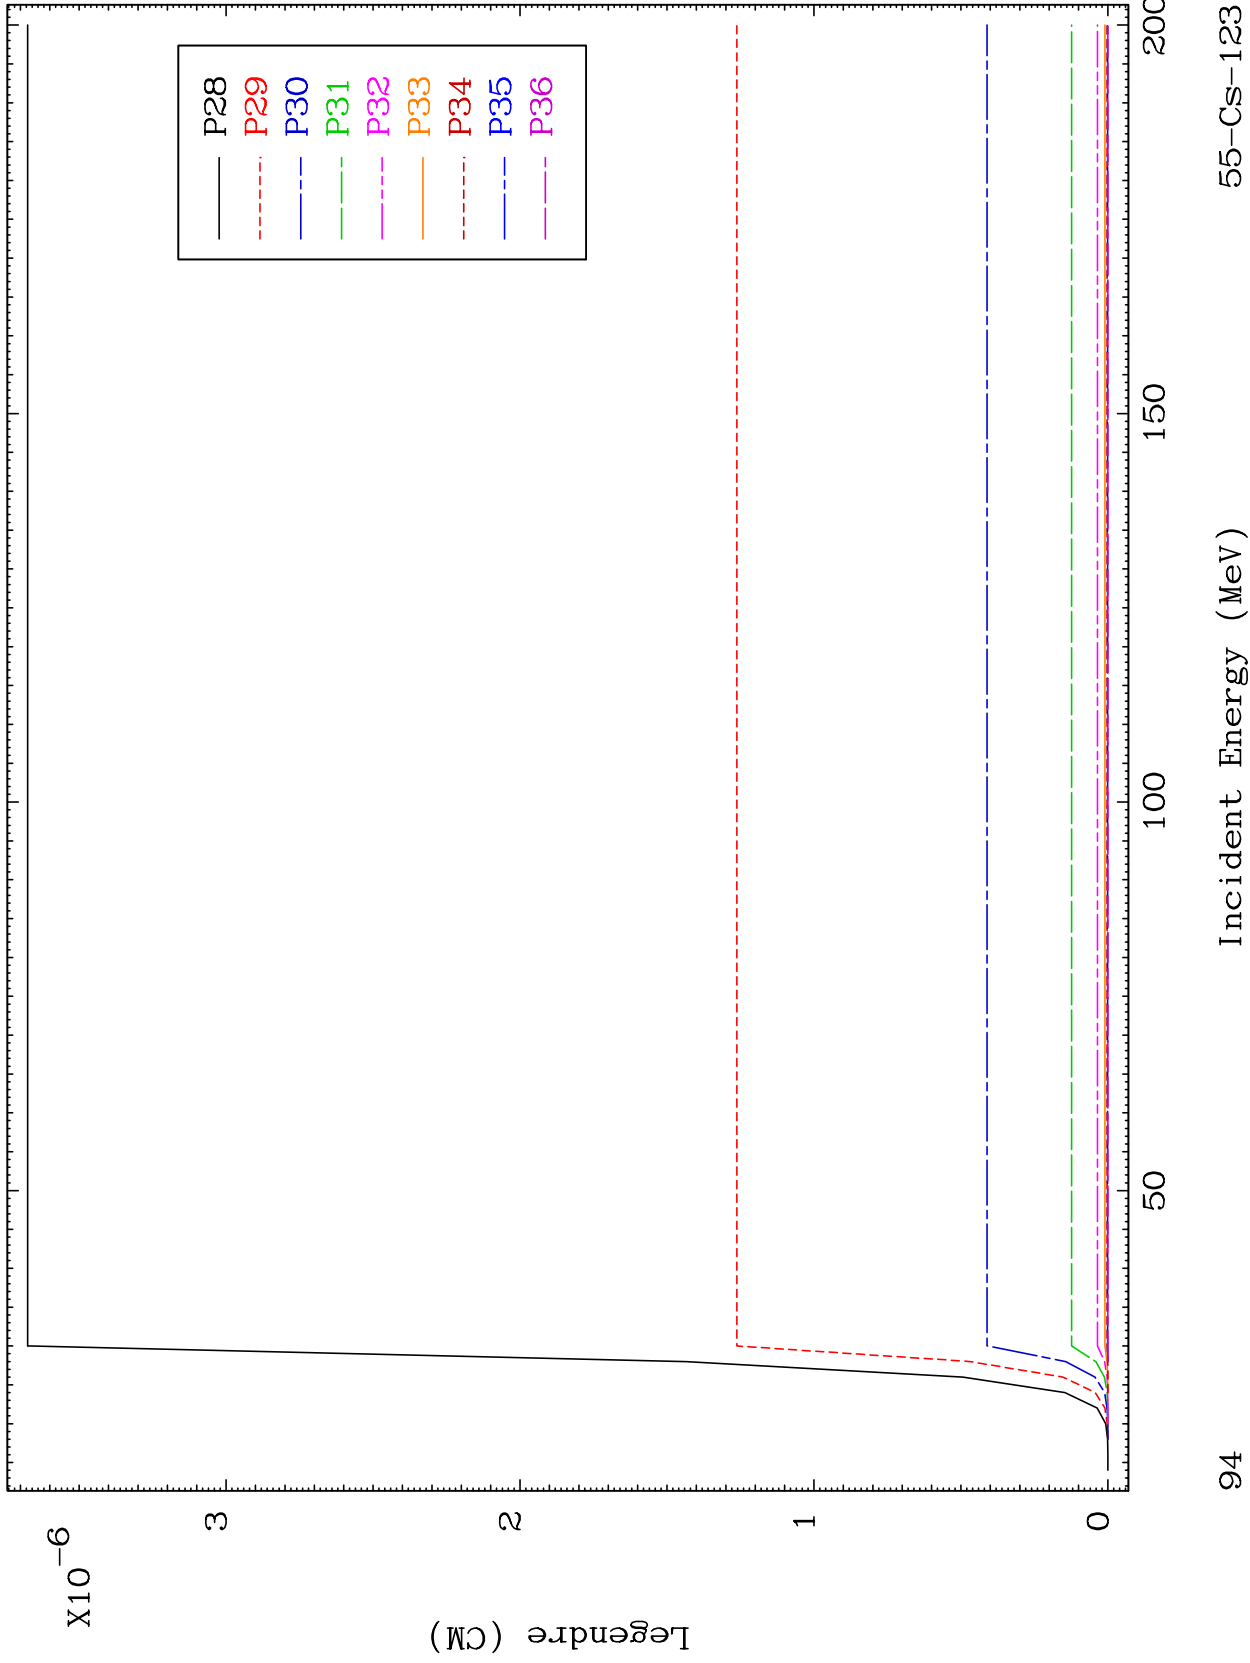 X10-6
Legendre (CM)
3
2
1
0
P28
P29
P30
P31
P32
P33
P34
P35
P36
50
100
150
200
Incident Energy (MeV)
94
55-Cs-123